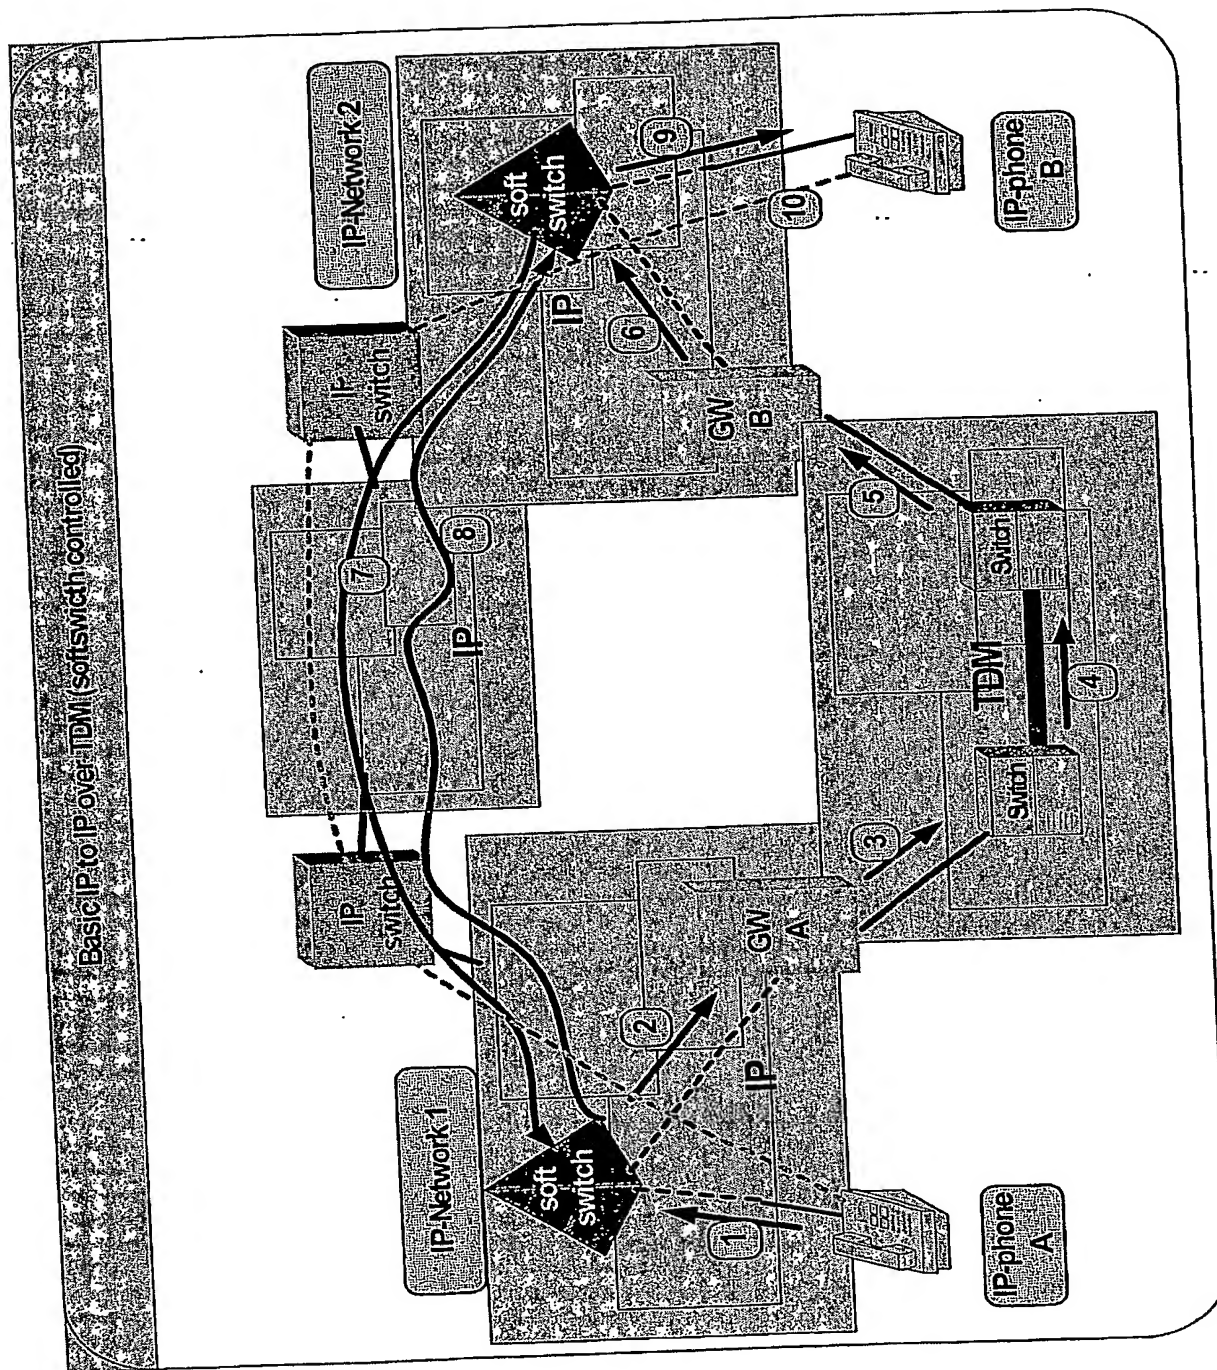 Basic IP to IP over TDM (softswicth controlled)
IP-Network 1
IP-Network 2
IP
switch
IP
switch
soft
switch
soft
switch
7
8
IP
IP
IP
1
2
3
4
5
6
9
10
GW
A
GW
B
TDM
Switch
Switch
IP-phone
A
IP-phone
B